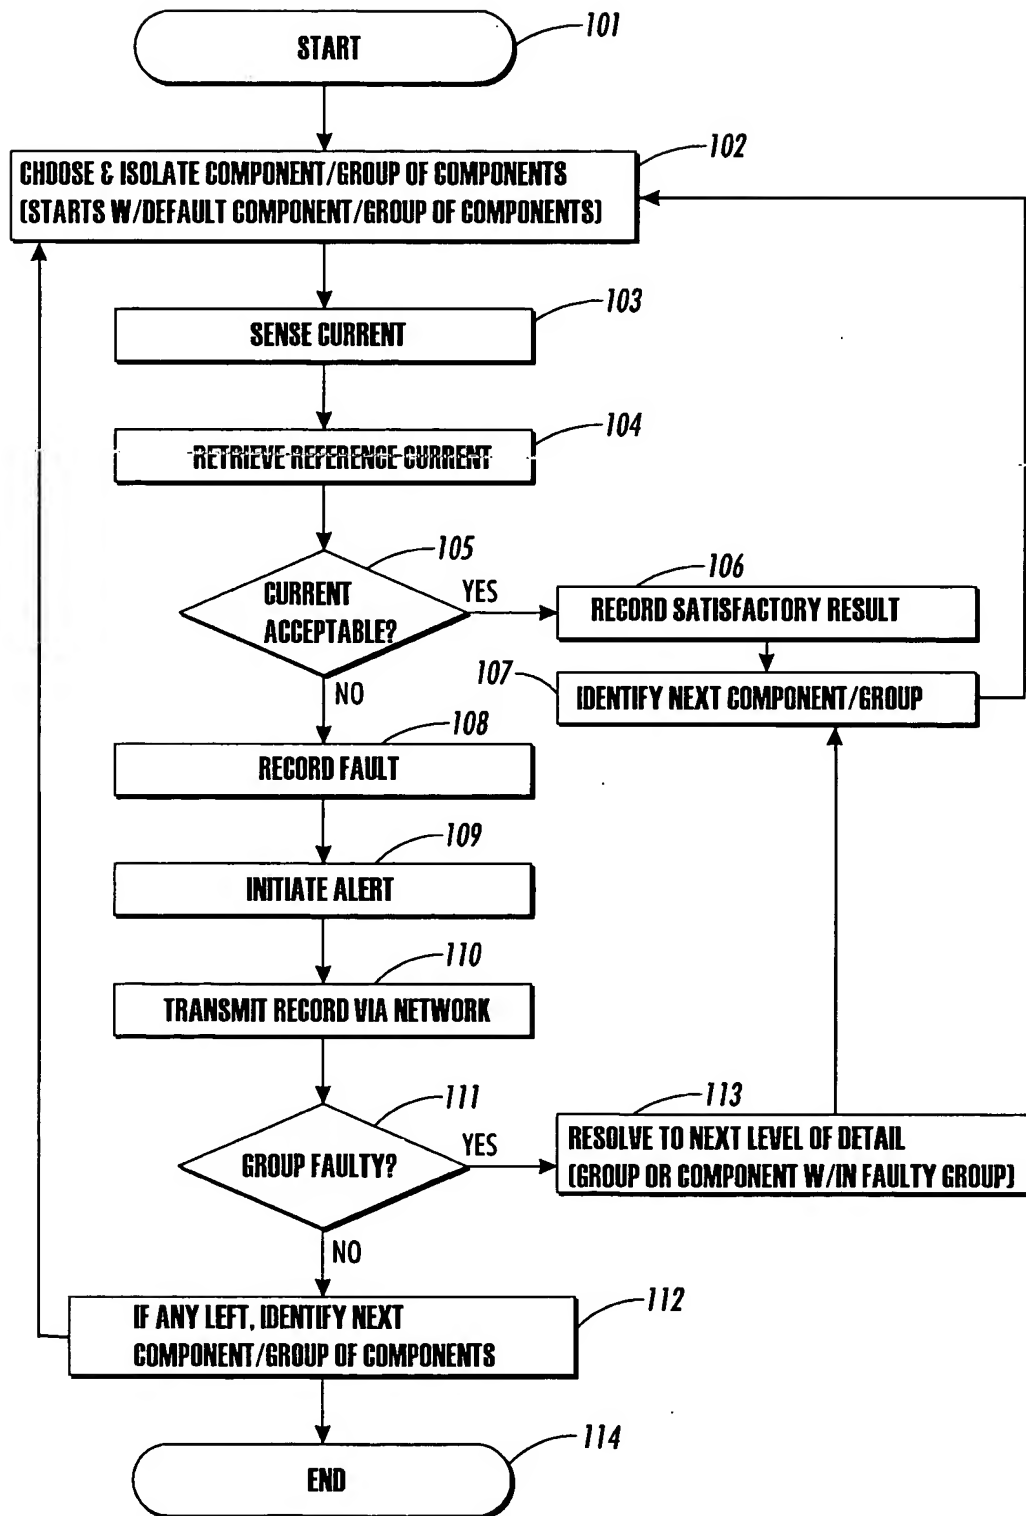 START
101
CHOOSE & ISOLATE COMPONENT/GROUP OF COMPONENTS
(STARTS W/DEFAULT COMPONENT/GROUP OF COMPONENTS)
102
SENSE CURRENT
103
RETRIEVE REFERENCE CURRENT
104
CURRENT
ACCEPTABLE?
105
YES
NO
RECORD SATISFACTORY RESULT
106
IDENTIFY NEXT COMPONENT/GROUP
107
RECORD FAULT
108
INITIATE ALERT
109
TRANSMIT RECORD VIA NETWORK
110
GROUP FAULTY?
111
YES
NO
RESOLVE TO NEXT LEVEL OF DETAIL
(GROUP OR COMPONENT W/IN FAULTY GROUP)
113
IF ANY LEFT, IDENTIFY NEXT
COMPONENT/GROUP OF COMPONENTS
112
END
114